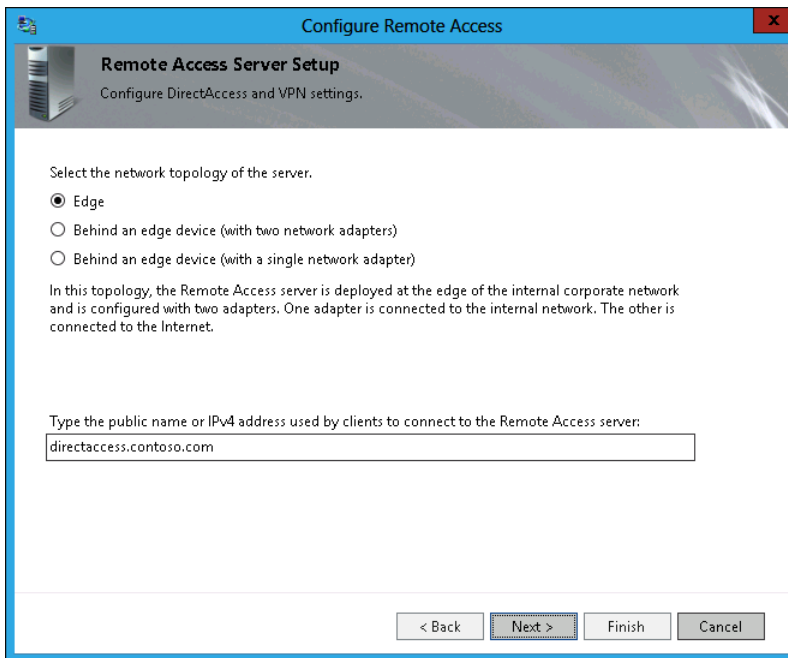 Configure Remote Access
x
Remote Access Server Setup
Configure DirectAccess and VPN settings.
Select the network topology of the server.
Edge
Behind an edge device (with two network adapters)
Behind an edge device (with a single network adapter)
In this topology, the Remote Access server is deployed at the edge of the internal corporate network
and is configured with two adapters. One adapter is connected to the internal network. The other is
connected to the Internet.
Type the public name or IPv4 address used by clients to connect to the Remote Access server:
directaccess.contoso.com
< Back Next > Finish Cancel